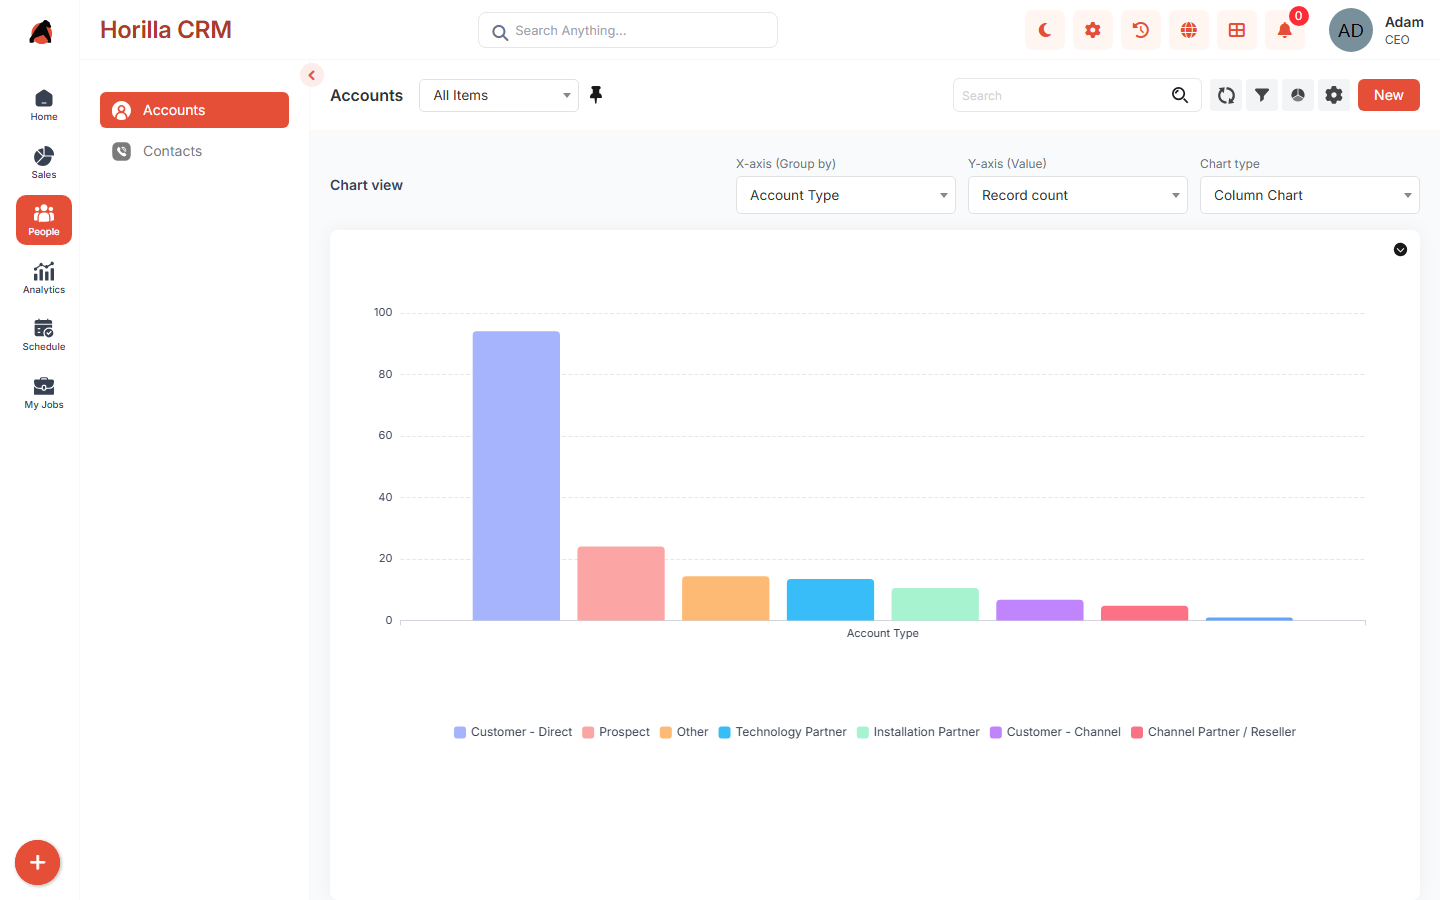 Horilla CRM
Search Anything...
0
AD
Adam
CEO
Home
Sales
People
Analytics
Schedule
My Jobs
Accounts
Contacts
Accounts
All Items
Search
New
Chart view
X-axis (Group by)
Account Type
Y-axis (Value)
Record count
Chart type
Column Chart
100
80
60
40
20
0
Account Type
Customer - Direct
Prospect
Other
Technology Partner
Installation Partner
Customer - Channel
Channel Partner / Reseller